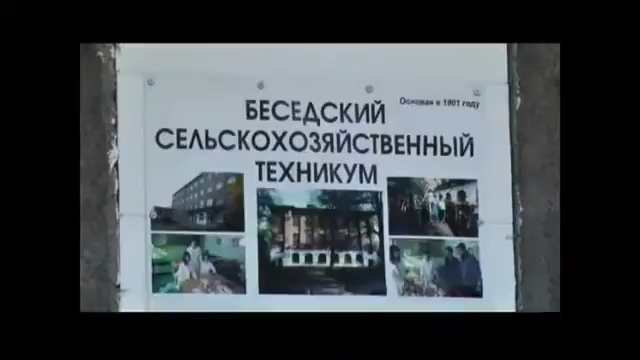 Основан в 1901 году
БЕСЕДСКИЙ
СЕЛЬСКОХОЗЯЙСТВЕННЫЙ
ТЕХНИКУМ